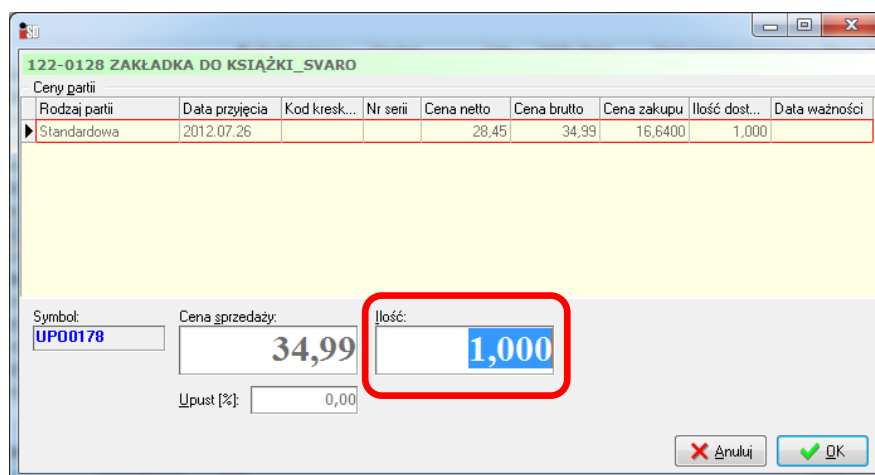 iSD
122-0128 ZAKŁADKA DO KSIĄŻKI_SVARO
Ceny partii
Rodzaj partii Data przyjęcia Kod kresk... Nr serii Cena netto Cena brutto Cena zakupu Ilość dost... Data ważności
Standardowa 2012.07.26 28,45 34,99 16,6400 1,000
Symbol: Cena sprzedaży: Ilość:
UPO0178 34,99 1,000
Upust [%]: 0,00
Anuluj OK